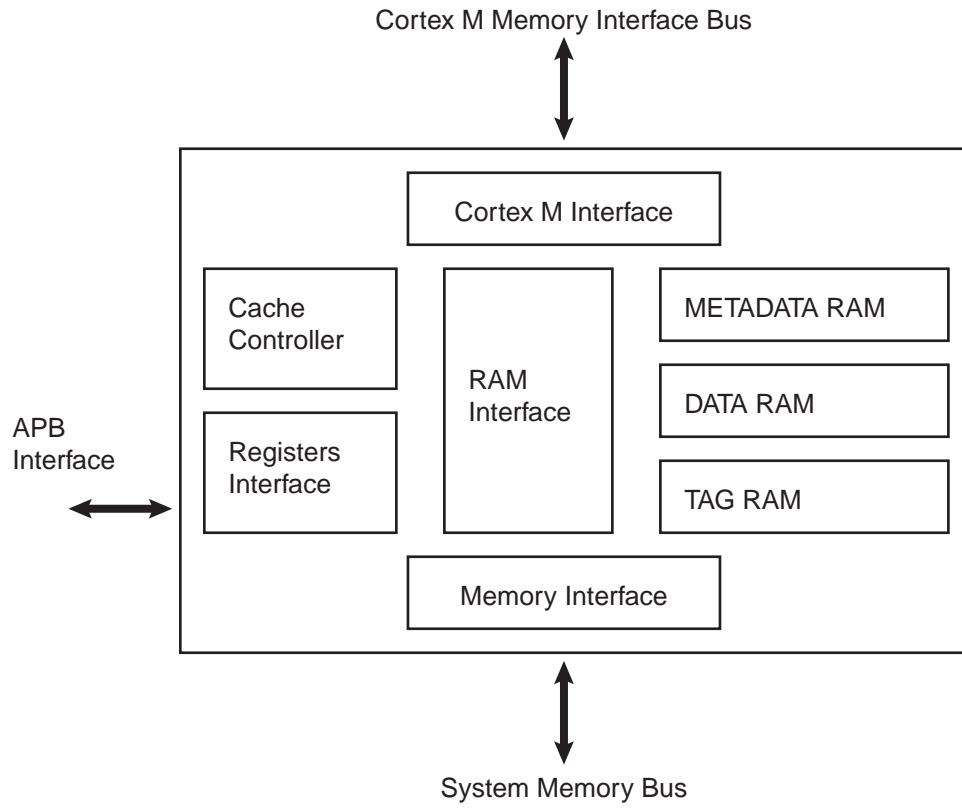 Cortex M Memory Interface Bus
Cortex M Interface
Cache
Controller
RAM
Interface
METADATA RAM
DATA RAM
APB
Interface
Registers
Interface
TAG RAM
Memory Interface
System Memory Bus